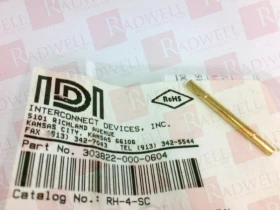 IDI
RoHS
INTERCONNECT DEVICES, INC.
5101 RICHLAND AVENUE
KANSAS CITY, KANSAS 66106
FAX (913) 342-7043 TEL (913) 342-5544
Part No. 303822-000-0604
Catalog No.: RH-4-SC
RADWELL